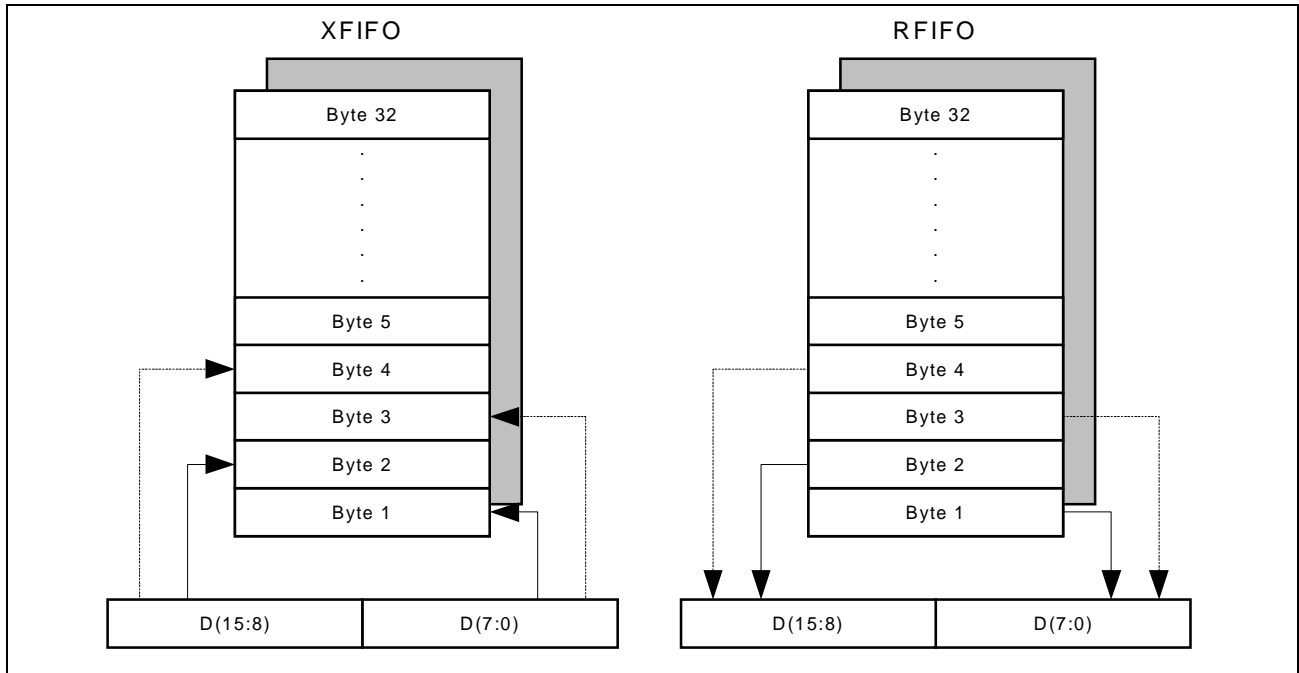 XFIFO
Byte 32
.
.
.
.
.
.
Byte 5
Byte 4
Byte 3
Byte 2
Byte 1
D(15:8) D(7:0)
RFIFO
Byte 32
.
.
.
.
.
.
Byte 5
Byte 4
Byte 3
Byte 2
Byte 1
D(15:8) D(7:0)